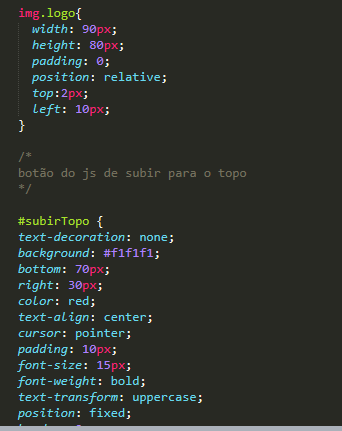 img.logo{
width: 90px;
height: 80px;
padding: 0;
position: relative;
top:2px;
left: 10px;
}
/*
botão do js de subir para o topo
*/
#subirTopo {
text-decoration: none;
background: #f1f1f1;
bottom: 70px;
right: 30px;
color: red;
text-align: center;
cursor: pointer;
padding: 10px;
font-size: 15px;
font-weight: bold;
text-transform: uppercase;
position: fixed;